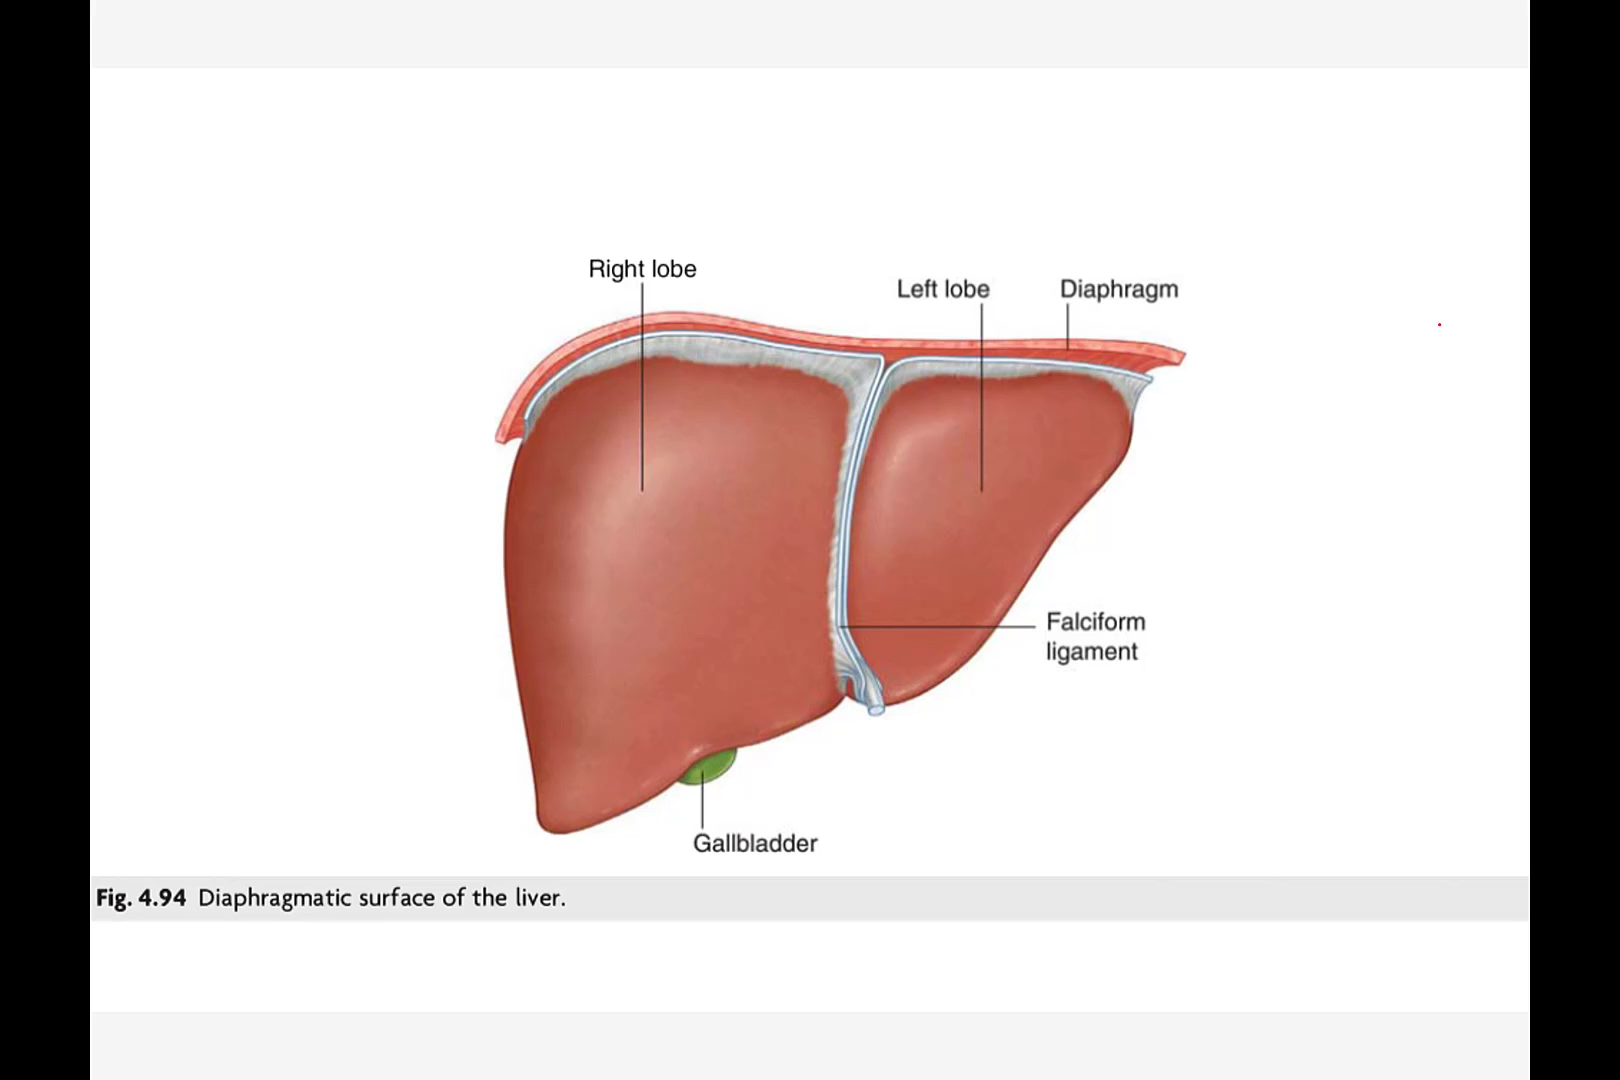 Right lobe
Left lobe
Diaphragm
Falciform
ligament
Gallbladder
Fig. 4.94 Diaphragmatic surface of the liver.